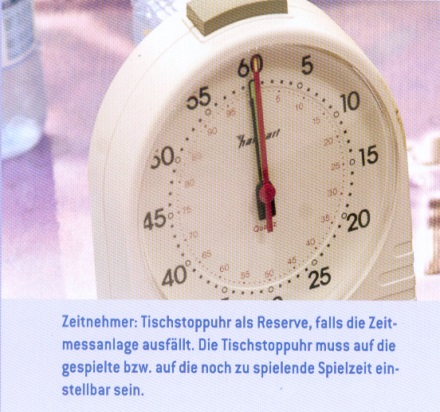 60
5
55
10
50
15
45
20
40
25
hanhart
Zeitnehmer: Tischstoppuhr als Reserve, falls die Zeit-
messanlage ausfällt. Die Tischstoppuhr muss auf die
gespielte bzw. auf die noch zu spielende Spielzeit ein-
stellbar sein.